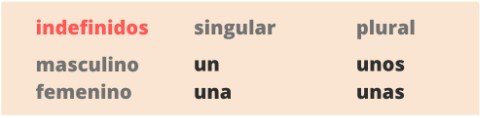 indefinidos singular plural
masculino un unos
femenino una unas